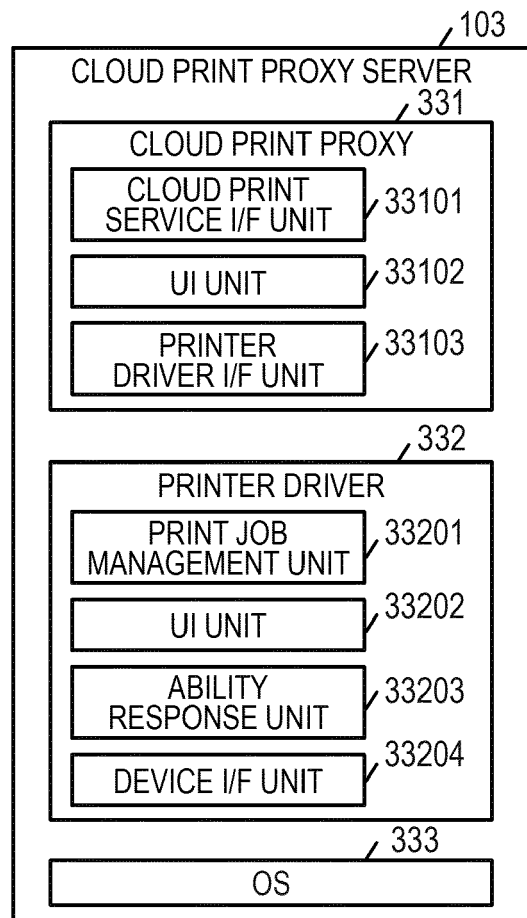 103
CLOUD PRINT PROXY SERVER
331
CLOUD PRINT PROXY
CLOUD PRINT
SERVICE I/F UNIT
33101
UI UNIT
33102
PRINTER
DRIVER I/F UNIT
33103
332
PRINTER DRIVER
PRINT JOB
MANAGEMENT UNIT
33201
UI UNIT
33202
ABILITY
RESPONSE UNIT
33203
DEVICE I/F UNIT
33204
333
OS